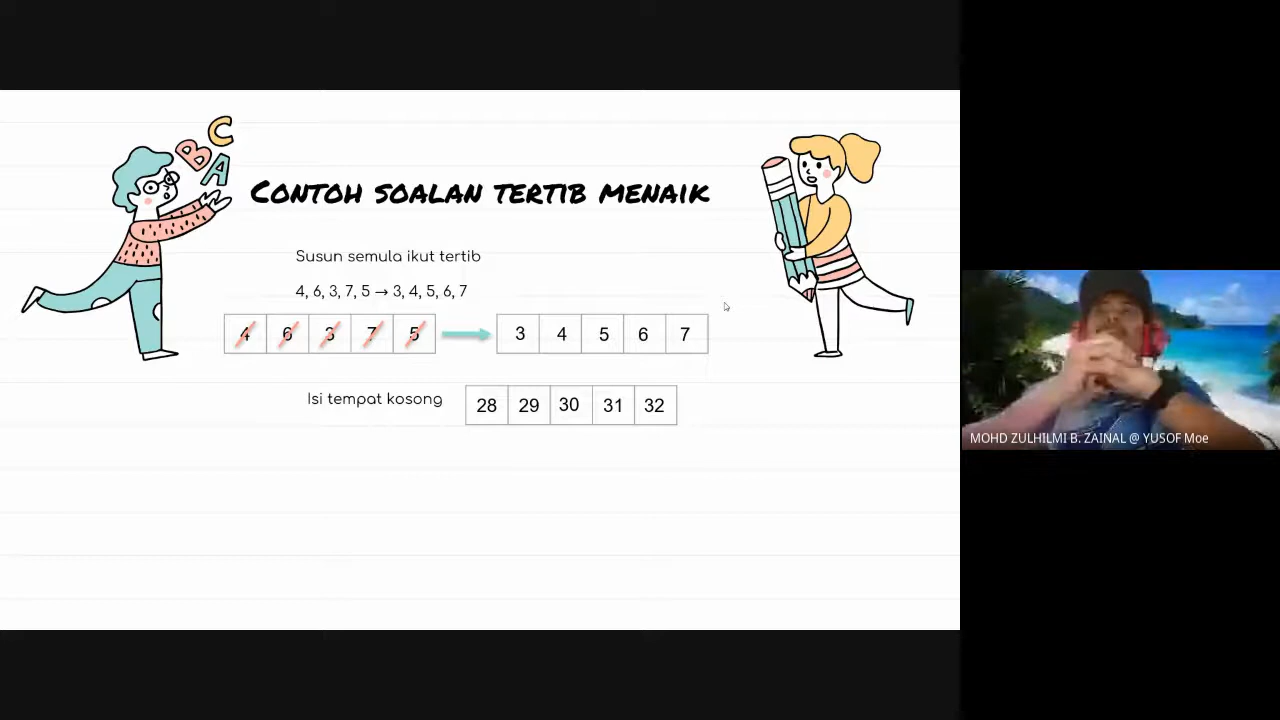 C
B
A
CONTOH SOALAN TERTIB MENAIK
Susun semula ikut tertib
4, 6, 3, 7, 5 → 3, 4, 5, 6, 7
4 6 3 7 5 3 4 5 6 7
Isi tempat kosong 28 29 30 31 32
MOHD ZULHILMI B. ZAINAL @ YUSOF Moe